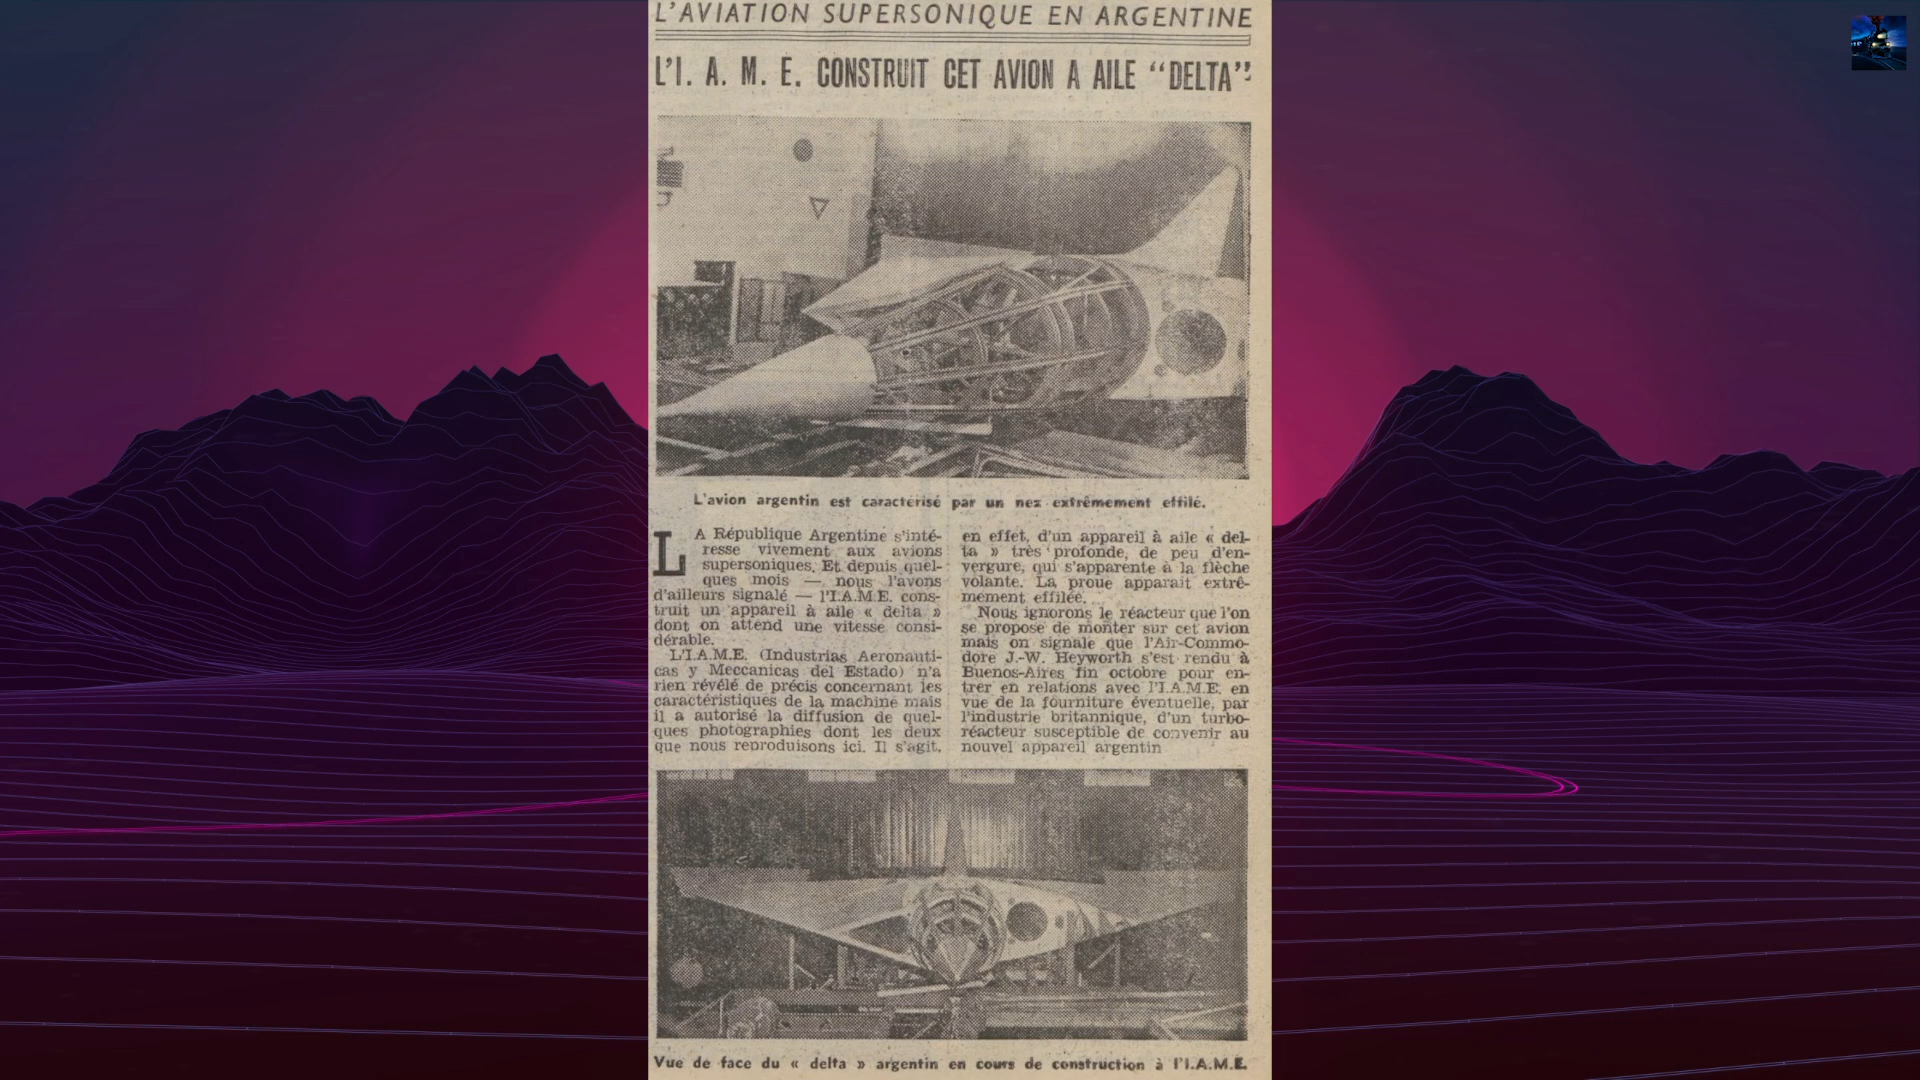 L'AVIATION SUPERSONIQUE EN ARGENTINE
L'I. A. M. E. CONSTRUIT CET AVION A AILE "DELTA"
L'avion argentin est caractérisé par un nez extrêmement effilé.
LA République Argentine s'inté-
resse vivement aux avions
supersoniques. Et depuis quel-
ques mois — nous l'avons
d'ailleurs signalé — l'I.A.M.E. cons-
truit un appareil à aile « delta »
dont on attend une vitesse consi-
dérable.
L'I.A.M.E. (Industrias Aeronauti-
cas y Meccanicas del Estado) n'a
rien révélé de précis concernant les
caractéristiques de la machine mais
il a autorisé la diffusion de quel-
ques photographies dont les deux
que nous reproduisons ici. Il s'agit,
en effet, d'un appareil à aile « del-
ta » très profonde, de peu d'en-
vergure, qui s'apparente à la flèche
volante. La proue apparait extrê-
mement effilée.
Nous ignorons le réacteur que l'on
se propose de monter sur cet avion
mais on signale que l'Air-Commo-
dore J.-W. Heyworth s'est rendu à
Buenos-Aires fin octobre pour en-
trer en relations avec l'I.A.M.E. en
vue de la fourniture éventuelle, par
l'industrie britannique, d'un turbo-
réacteur susceptible de convenir au
nouvel appareil argentin
Vue de face du « delta » argentin en cours de construction à l'I.A.M.E.